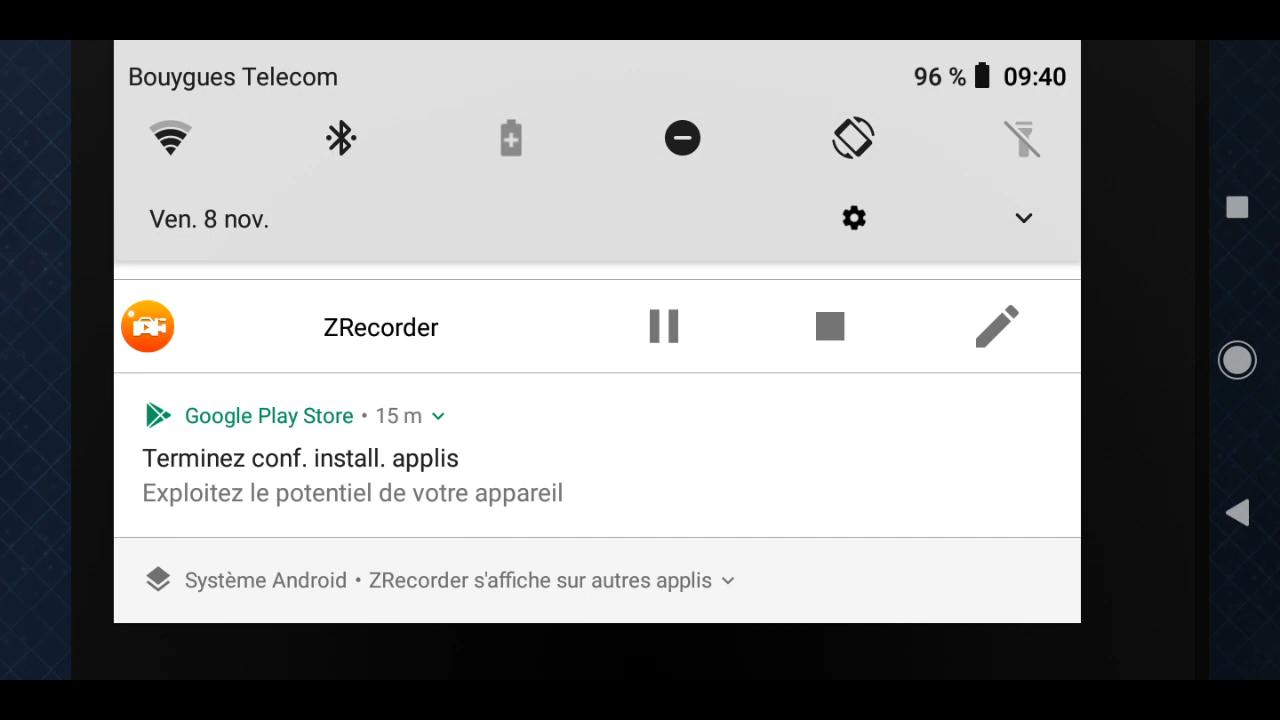 Bouygues Telecom 96 % 09:40
Ven. 8 nov.
ZRecorder
Google Play Store • 15 m
Terminez conf. install. applis
Exploitez le potentiel de votre appareil
Système Android • ZRecorder s'affiche sur autres applis